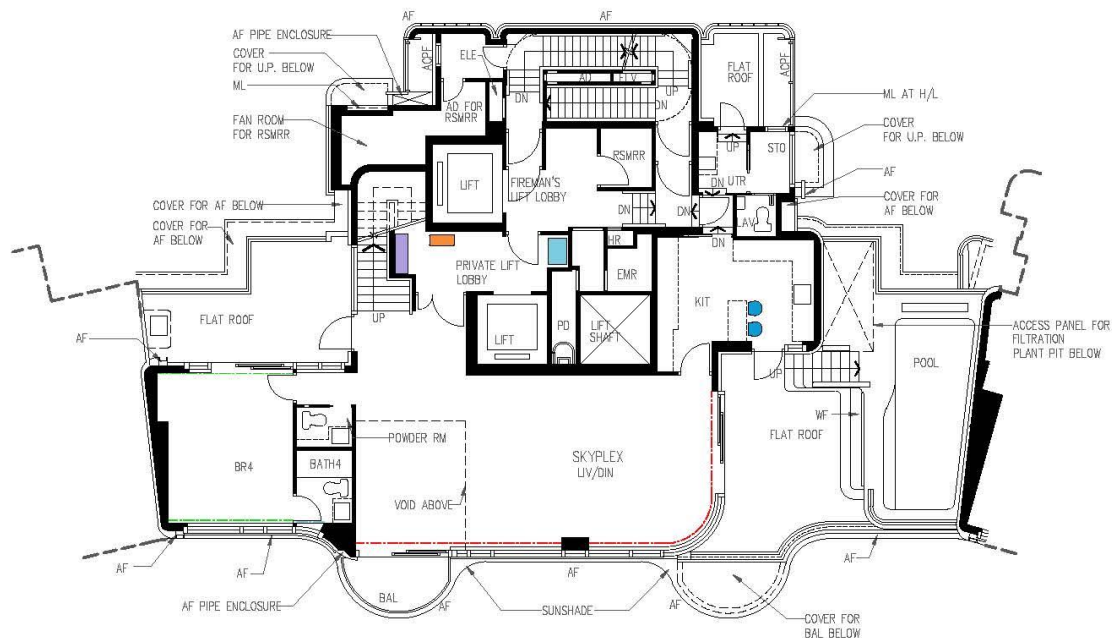 AF
AF
AF PIPE ENCLOSURE
COVER
FOR U.P. BELOW
ML
FAN ROOM
FOR RSMRR
ACPF
ELE
AD FOR
RSMRR
DN
AD
ELV
UP
DN
FLAT
ROOF
ACPF
ML AT H/L
COVER
FOR U.P. BELOW
AF
COVER FOR
AF BELOW
UP
STO
UTR
DN
LAV
DN
RSMRR
DN
DN
LIFT
FIREMAN'S
LIFT LOBBY
COVER FOR AF BELOW
COVER FOR
AF BELOW
PRIVATE LIFT
LOBBY
HR
EMR
KIT
UP
FLAT ROOF
LIFT
PD
LIFT
SHAFT
ACCESS PANEL FOR
FILTRATION
PLANT PIT BELOW
POOL
AF
UP
WF
FLAT ROOF
POWDER RM
BR4
BATH4
VOID ABOVE
SKYPLEX
LIV/DIN
AF
AF
AF PIPE ENCLOSURE
BAL
AF
SUNSHADE
AF
AF
AF
COVER FOR
BAL BELOW